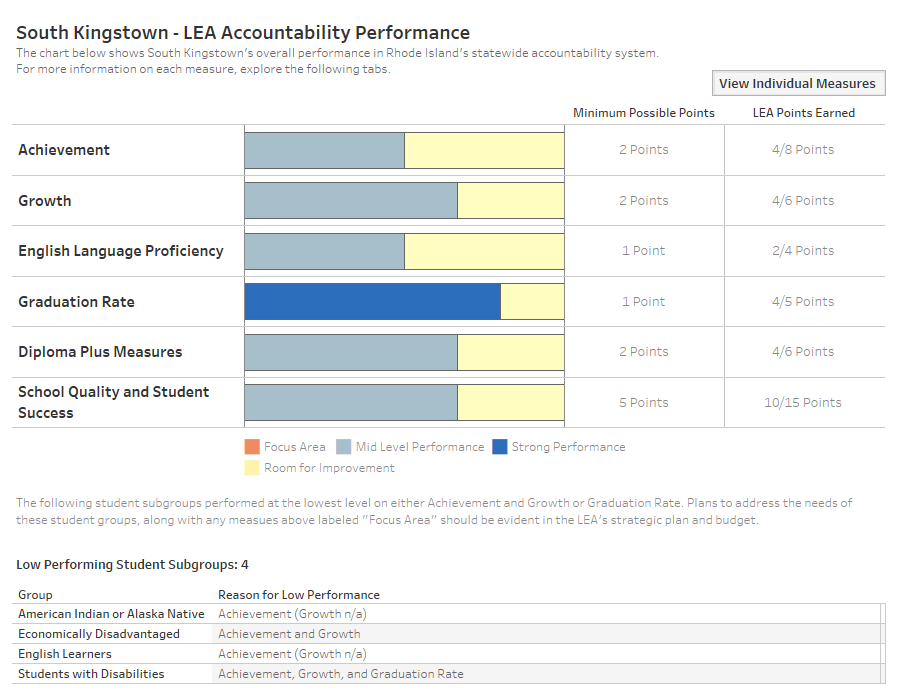 South Kingstown - LEA Accountability Performance
The chart below shows South Kingstown's overall performance in Rhode Island's statewide accountability system.
For more information on each measure, explore the following tabs.
View Individual Measures
Minimum Possible Points LEA Points Earned
Achievement 2 Points 4/8 Points
Growth 2 Points 4/6 Points
English Language Proficiency 1 Point 2/4 Points
Graduation Rate 1 Point 4/5 Points
Diploma Plus Measures 2 Points 4/6 Points
School Quality and Student
Success 5 Points 10/15 Points
Focus Area Mid Level Performance Strong Performance
Room for Improvement
The following student subgroups performed at the lowest level on either Achievement and Growth or Graduation Rate. Plans to address the needs of
these student groups, along with any measues above labeled "Focus Area" should be evident in the LEA's strategic plan and budget.
Low Performing Student Subgroups: 4
Group Reason for Low Performance
American Indian or Alaska Native Achievement (Growth n/a)
Economically Disadvantaged Achievement and Growth
English Learners Achievement (Growth n/a)
Students with Disabilities Achievement, Growth, and Graduation Rate